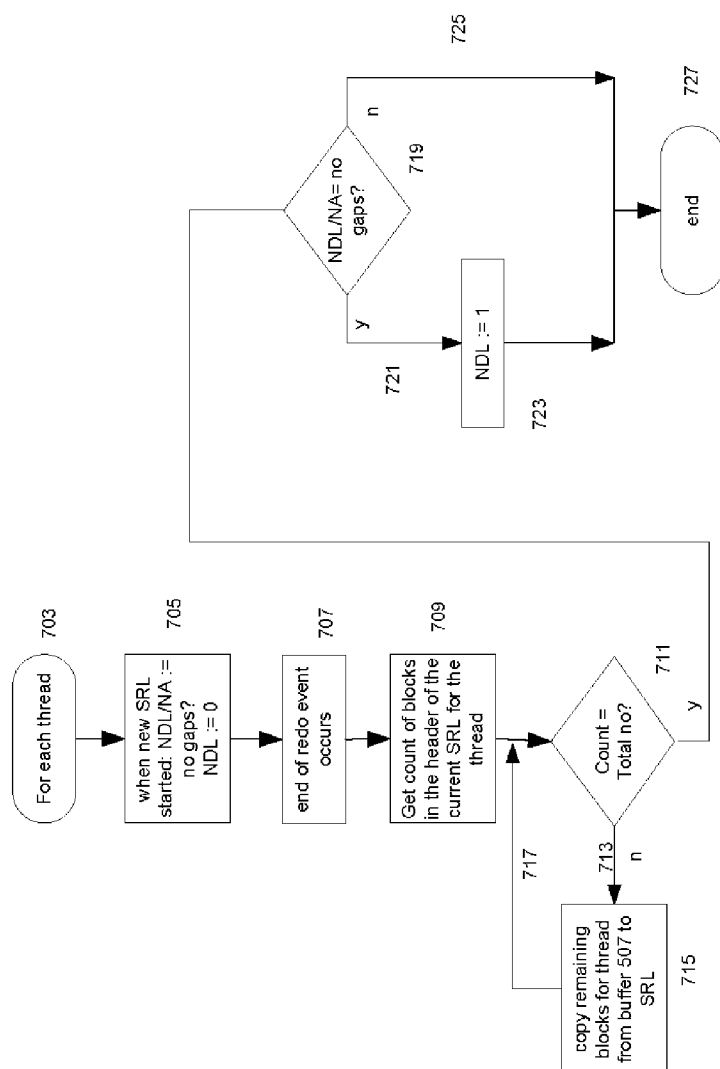 For each thread
703
when new SRL
started: NDL/NA :=
no gaps?
NDL := 0
705
end of redo event
occurs
707
Get count of blocks
in the header of the
current SRL for the
thread
709
Count =
Total no?
711
y
713
n
717
copy remaining
blocks for thread
from buffer 507 to
SRL
715
NDL/NA= no
gaps?
719
y
721
n
725
NDL := 1
723
end
727